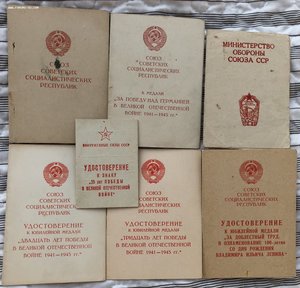 СОЮЗ
СОВЕТСКИХ
СОЦИАЛИСТИЧЕСКИХ
РЕСПУБЛИК
СОЮЗ
СОВЕТСКИХ
СОЦИАЛИСТИЧЕСКИХ
РЕСПУБЛИК
К МЕДАЛИ
"ЗА ПОБЕДУ НАД ГЕРМАНИЕЙ
В ВЕЛИКОЙ ОТЕЧЕСТВЕННОЙ
ВОЙНЕ 1941—1945 гг."
МИНИСТЕРСТВО
ОБОРОНЫ
СОЮЗА ССР
ВООРУЖЕННЫЕ СИЛЫ СССР
УДОСТОВЕРЕНИЕ
К ЗНАКУ
ЛЕТ ПОБЕДЫ
В ВЕЛИКОЙ ОТЕЧЕСТВЕННОЙ
ВОЙНЕ"
СОЮЗ
СОВЕТСКИХ
СОЦИАЛИСТИЧЕСКИХ
РЕСПУБЛИК
УДОСТОВЕРЕНИЕ
К ЮБИЛЕЙНОЙ МЕДАЛИ
"ДВАДЦАТЬ ЛЕТ ПОБЕДЫ
В ВЕЛИКОЙ ОТЕЧЕСТВЕННОЙ
ВОЙНЕ 1941—1945 гг."
СОЮЗ
СОВЕТСКИХ
СОЦИАЛИСТИЧЕСКИХ
РЕСПУБЛИК
УДОСТОВЕРЕНИЕ
К ЮБИЛЕЙНОЙ МЕДАЛИ
"ТРИДЦАТЬ ЛЕТ ПОБЕДЫ
В ВЕЛИКОЙ ОТЕЧЕСТВЕННОЙ
ВОЙНЕ 1941—1945 гг."
СОЮЗ
СОВЕТСКИХ
СОЦИАЛИСТИЧЕСКИХ
РЕСПУБЛИК
УДОСТОВЕРЕНИЕ
К ЮБИЛЕЙНОЙ МЕДАЛИ
"ЗА ДОБЛЕСТНЫЙ ТРУД
В ОЗНАМЕНОВАНИЕ 100-ЛЕТИЯ
СО ДНЯ РОЖДЕНИЯ
ВЛАДИМИРА ИЛЬИЧА ЛЕНИНА"